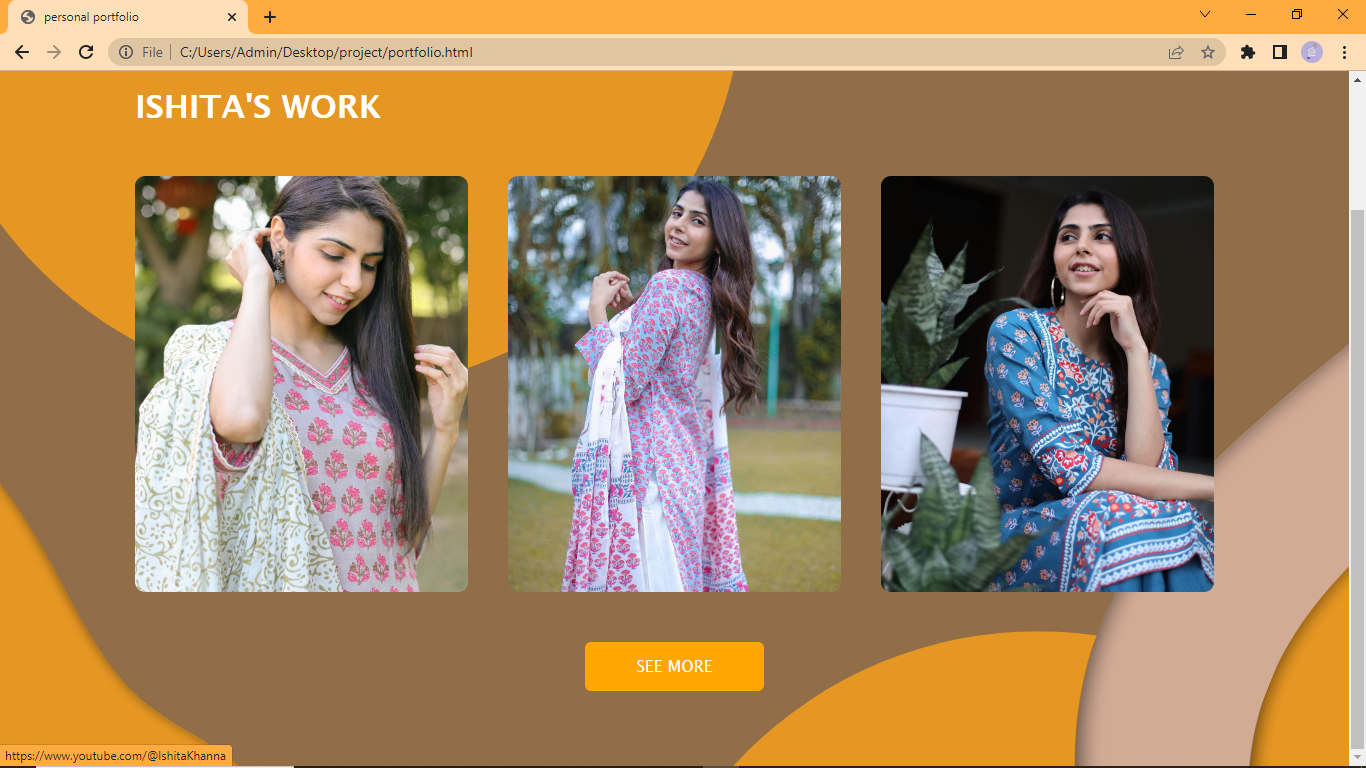 personal portfolio
File | C:/Users/Admin/Desktop/project/portfolio.html
ISHITA'S WORK
SEE MORE
https://www.youtube.com/@IshitaKhanna